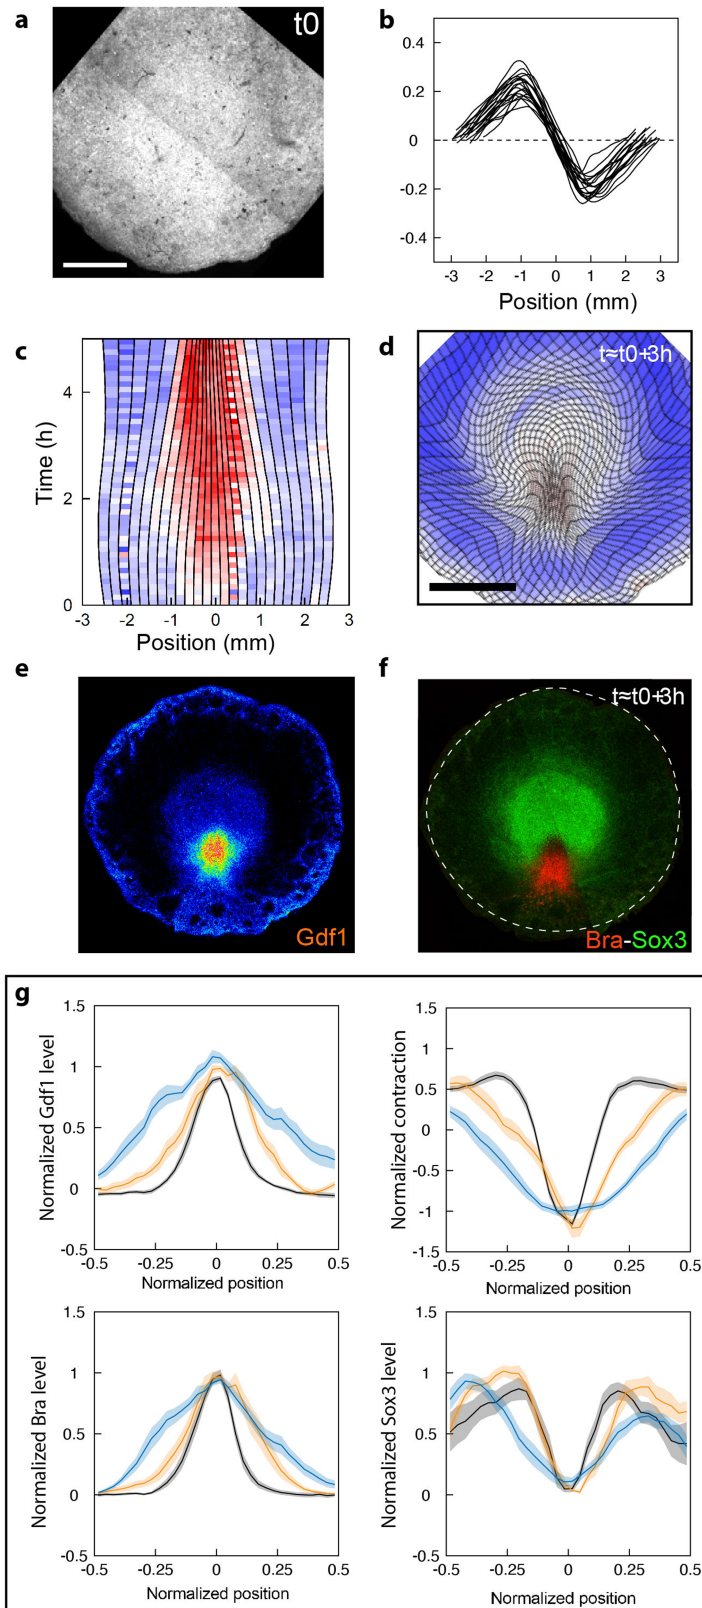 a
t0
b
0.4
0.2
0
-0.2
-0.4
-3 -2 -1 0 1 2 3
Position (mm)
c
Time (h)
4
2
0
-3 -2 -1 0 1 2 3
Position (mm)
d
t≈t0+3h
e
Gdf1
f
t≈t0+3h
Bra-Sox3
g
Normalized Gdf1 level
1.5
1
0.5
0
-0.5
-0.5 -0.25 0 0.25 0.5
Normalized position
Normalized contraction
1.5
1
0.5
0
-0.5
-1
-1.5
-0.5 -0.25 0 0.25 0.5
Normalized position
Normalized Bra level
1.5
1
0.5
0
-0.5
-0.5 -0.25 0 0.25 0.5
Normalized position
Normalized Sox3 level
1.5
1
0.5
0
-0.5
-0.5 -0.25 0 0.25 0.5
Normalized position